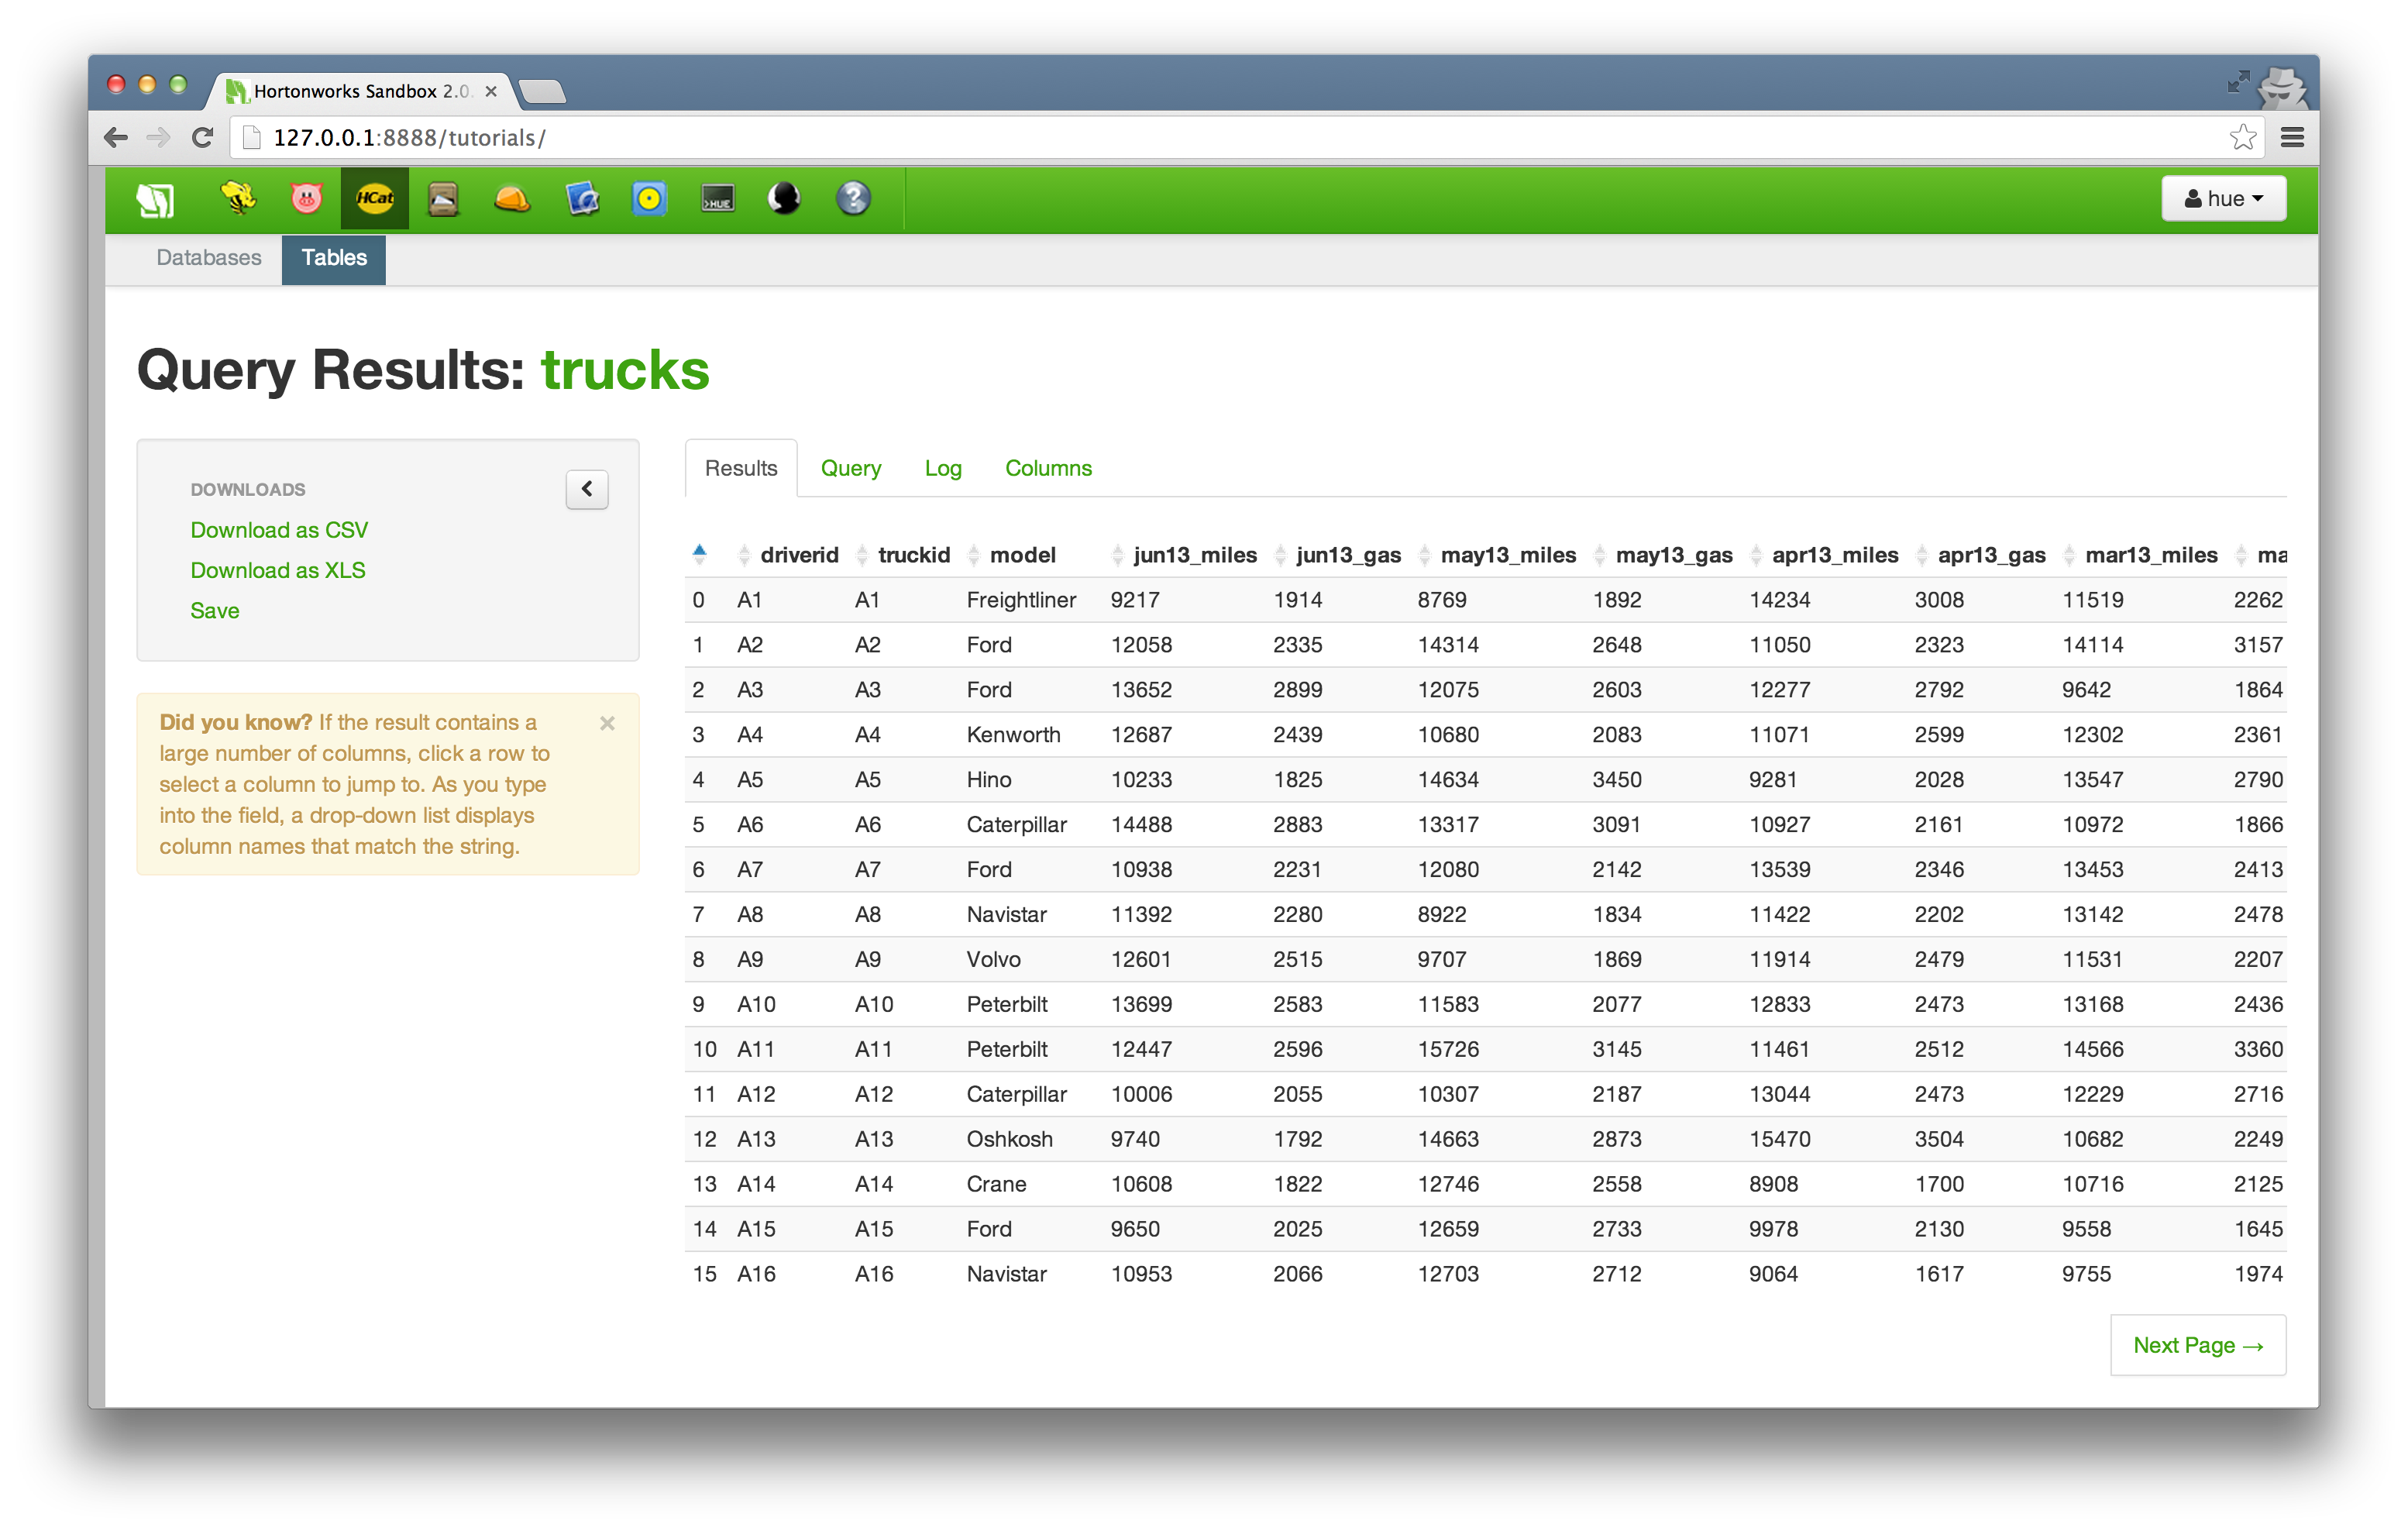 Hortonworks Sandbox 2.0.
127.0.0.1:8888/tutorials/
HCat
>HUE
?
hue
Databases Tables
Query Results: trucks
DOWNLOADS
Download as CSV
Download as XLS
Save
Did you know? If the result contains a
large number of columns, click a row to
select a column to jump to. As you type
into the field, a drop-down list displays
column names that match the string.
Results Query Log Columns
driverid truckid model jun13_miles jun13_gas may13_miles may13_gas apr13_miles apr13_gas mar13_miles ma
0 A1 A1 Freightliner 9217 1914 8769 1892 14234 3008 11519 2262
1 A2 A2 Ford 12058 2335 14314 2648 11050 2323 14114 3157
2 A3 A3 Ford 13652 2899 12075 2603 12277 2792 9642 1864
3 A4 A4 Kenworth 12687 2439 10680 2083 11071 2599 12302 2361
4 A5 A5 Hino 10233 1825 14634 3450 9281 2028 13547 2790
5 A6 A6 Caterpillar 14488 2883 13317 3091 10927 2161 10972 1866
6 A7 A7 Ford 10938 2231 12080 2142 13539 2346 13453 2413
7 A8 A8 Navistar 11392 2280 8922 1834 11422 2202 13142 2478
8 A9 A9 Volvo 12601 2515 9707 1869 11914 2479 11531 2207
9 A10 A10 Peterbilt 13699 2583 11583 2077 12833 2473 13168 2436
10 A11 A11 Peterbilt 12447 2596 15726 3145 11461 2512 14566 3360
11 A12 A12 Caterpillar 10006 2055 10307 2187 13044 2473 12229 2716
12 A13 A13 Oshkosh 9740 1792 14663 2873 15470 3504 10682 2249
13 A14 A14 Crane 10608 1822 12746 2558 8908 1700 10716 2125
14 A15 A15 Ford 9650 2025 12659 2733 9978 2130 9558 1645
15 A16 A16 Navistar 10953 2066 12703 2712 9064 1617 9755 1974
Next Page →